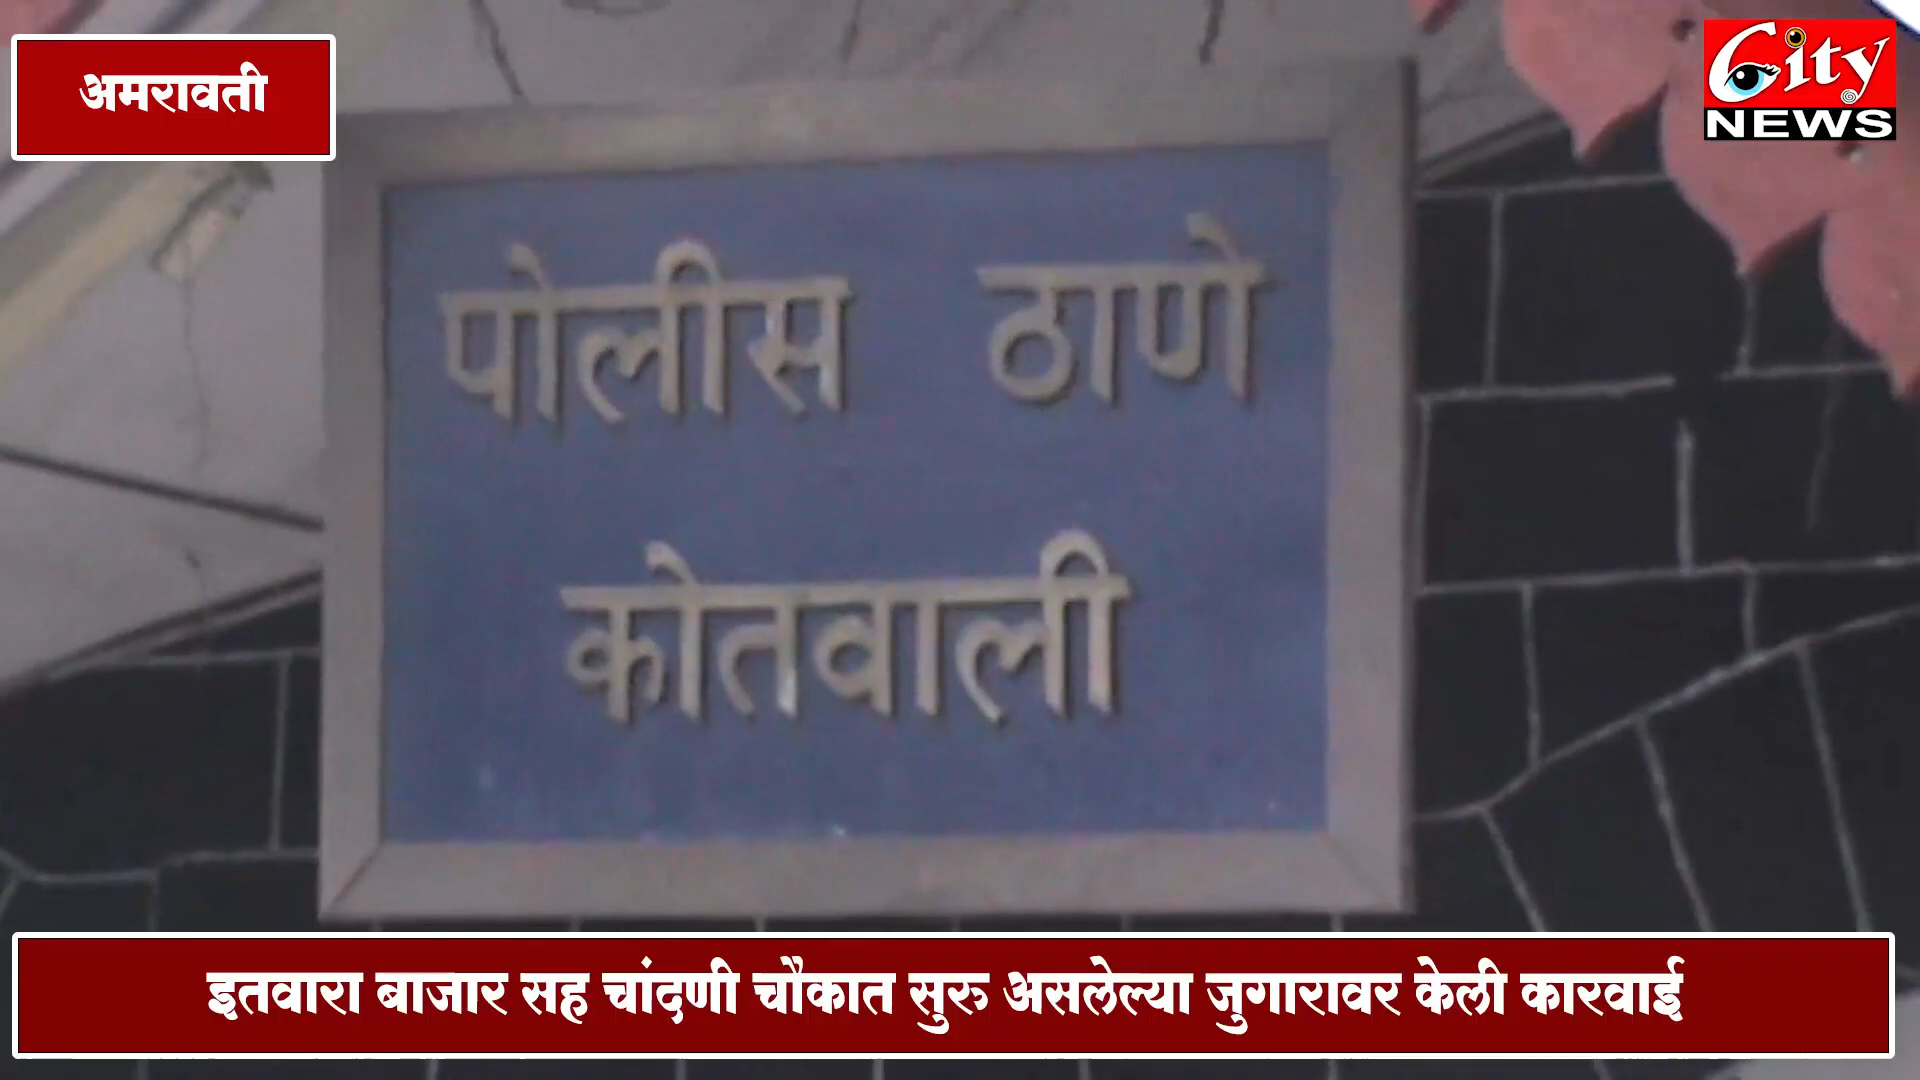 अमरावती
City
NEWS
पोलीस ठाणे
कोतवाली
इतवारा बाजार सह चांदणी चौकात सुरु असलेल्या जुगारावर केली कारवाई